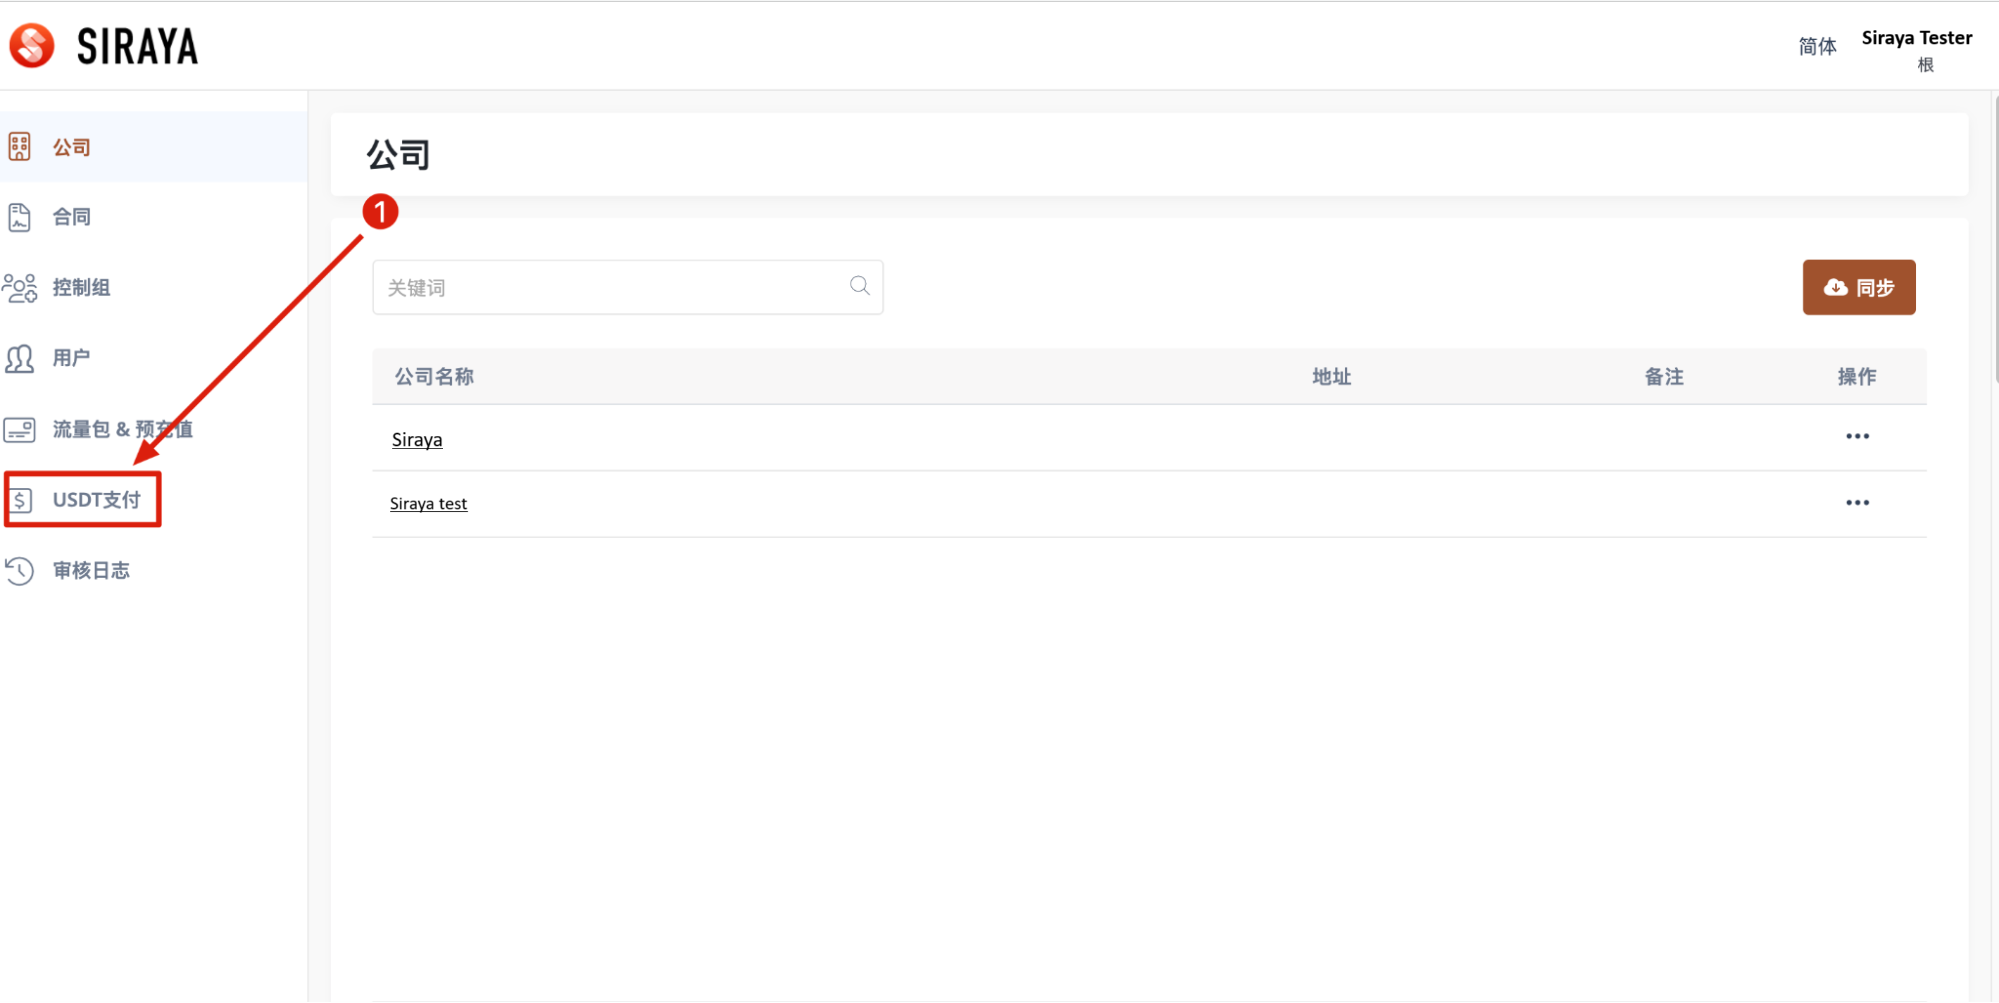 SIRAYA
简体
Siraya Tester
根
公司
合同
控制组
用户
流量包 & 预充值
USDT支付
审核日志
公司
1
关键词
同步
公司名称 地址 备注 操作
Siraya
Siraya test